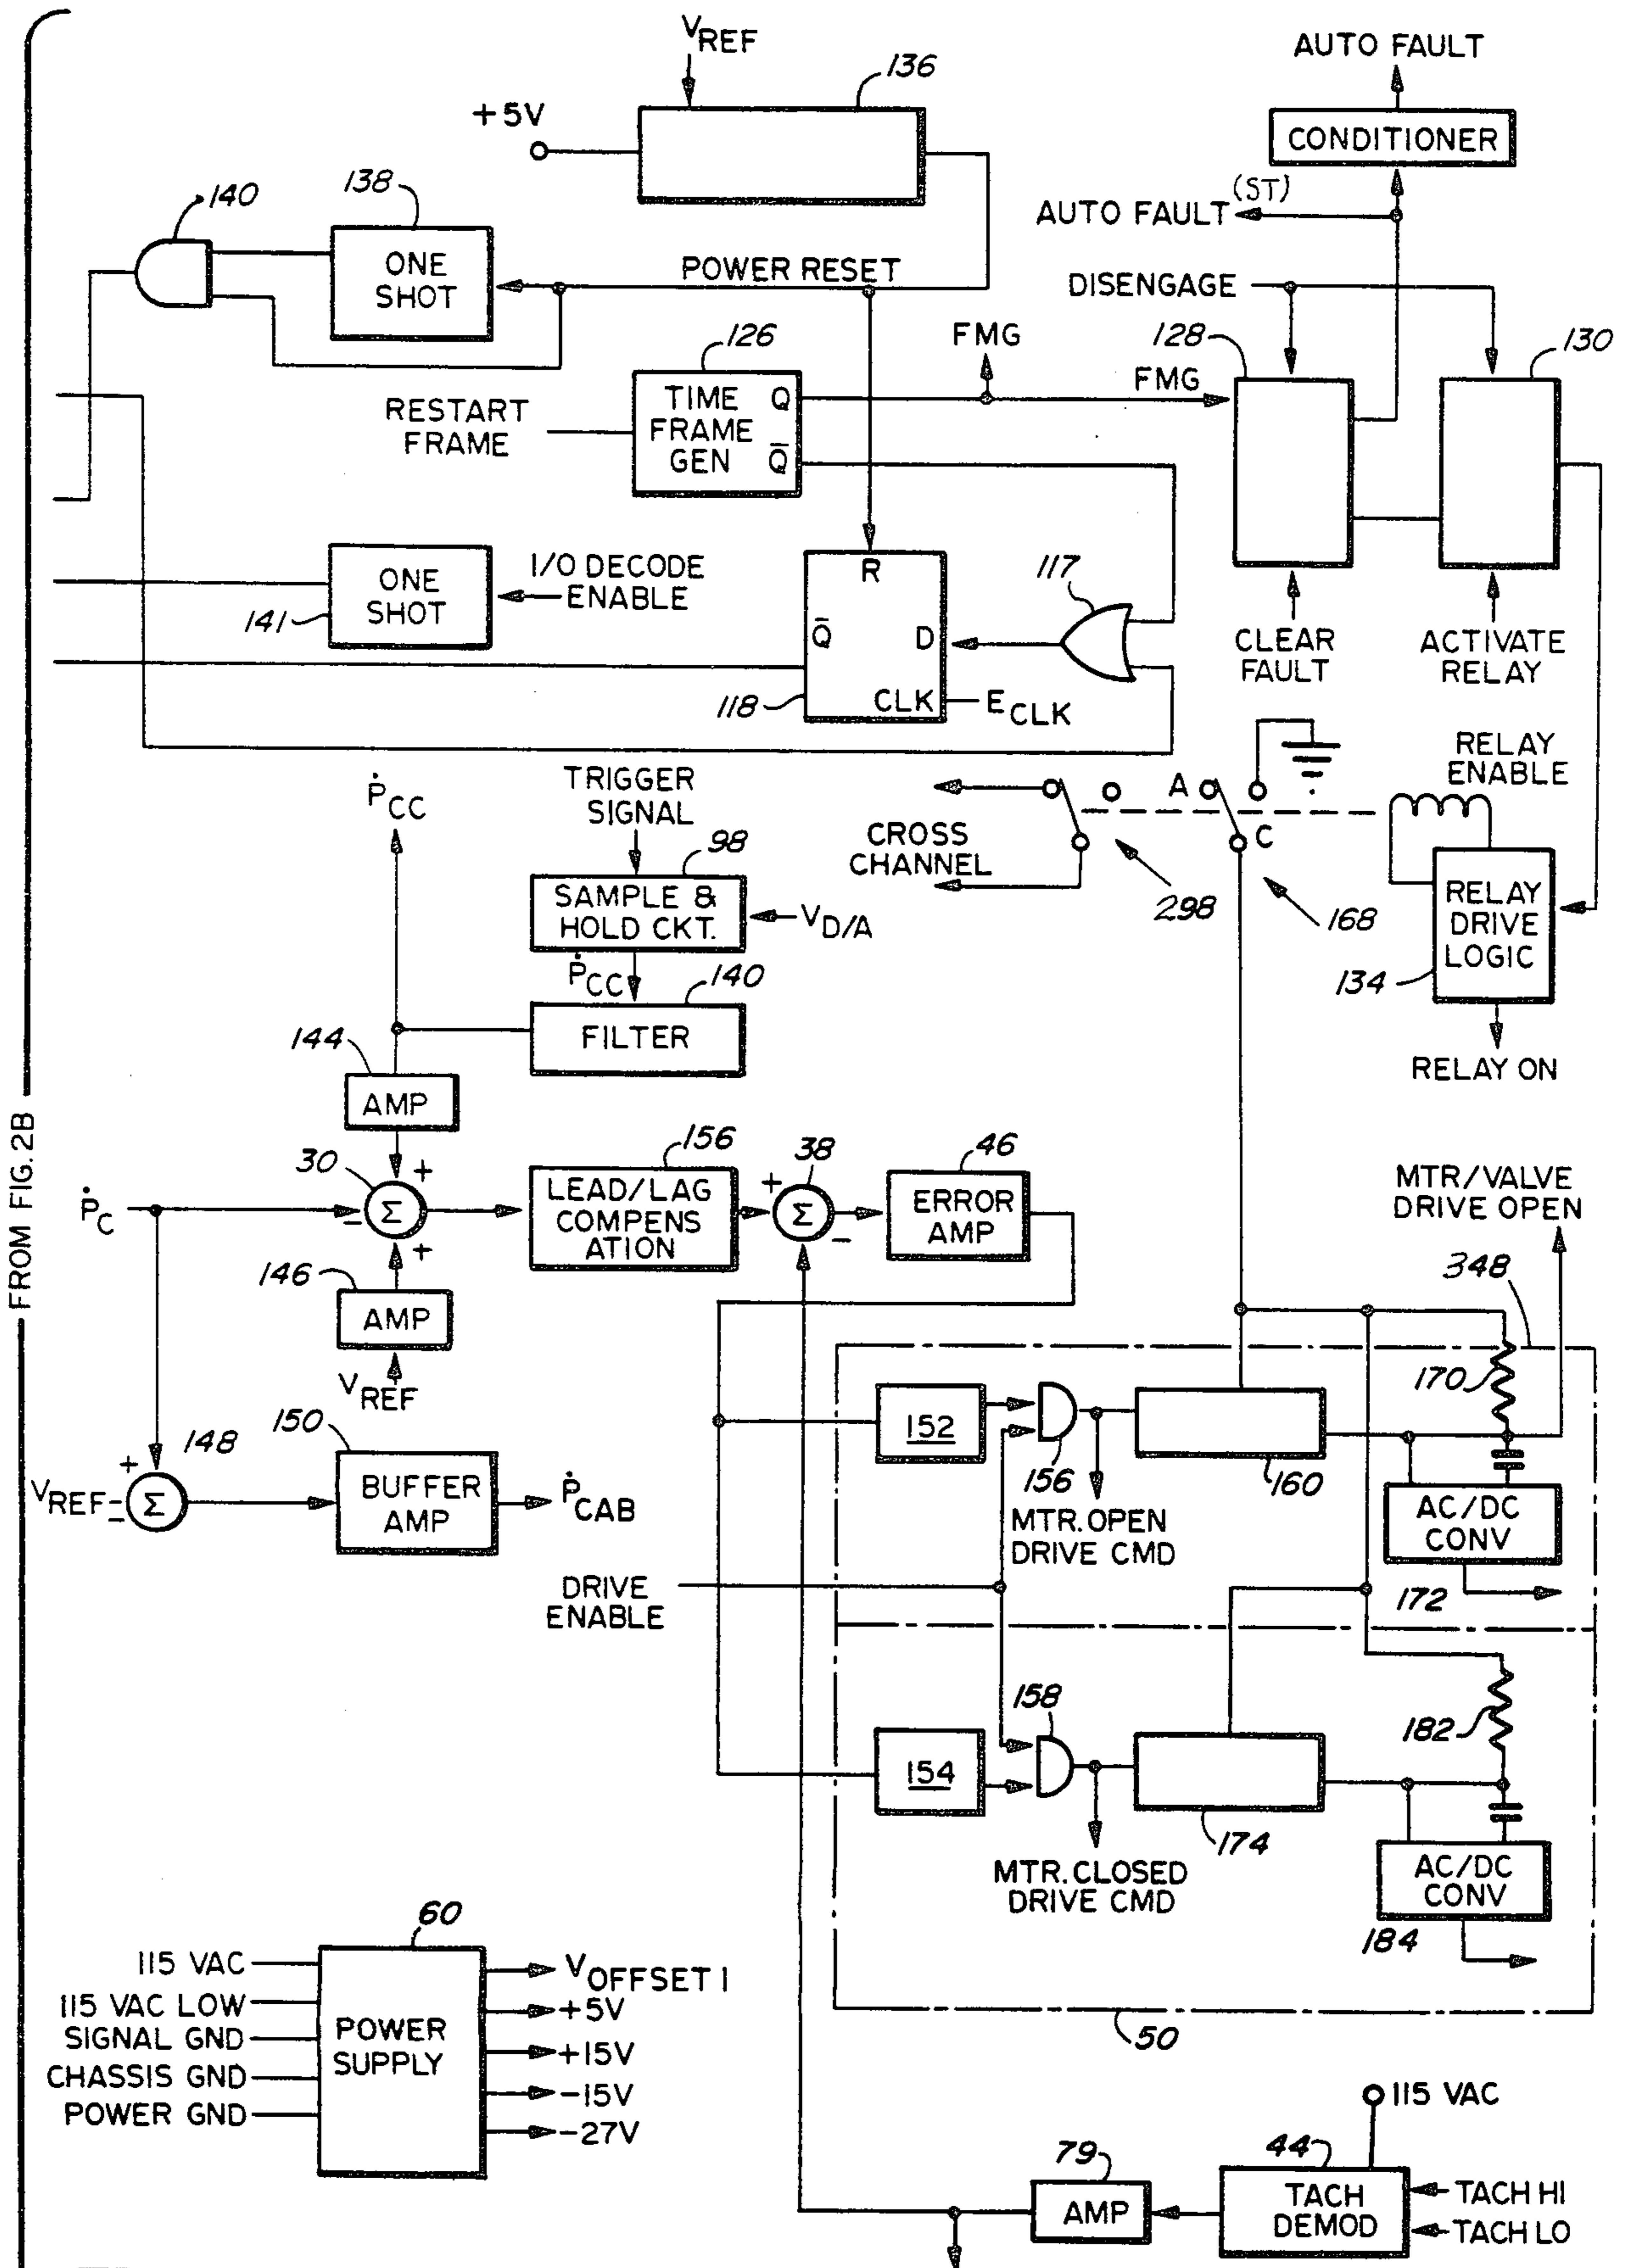 FROM FIG. 2B
V REF
136
+5V
AUTO FAULT
CONDITIONER
(ST)
AUTO FAULT
140
138
ONE
SHOT
POWER RESET
DISENGAGE
128
130
126
FMG
FMG
TIME
FRAME
GEN
Q
Q̅
RESTART
FRAME
ONE
SHOT
141
I/O DECODE
ENABLE
R
Q̅
D
CLK
118
E CLK
117
CLEAR
FAULT
ACTIVATE
RELAY
RELAY
ENABLE
ṖCC
TRIGGER
SIGNAL
98
SAMPLE &
HOLD CKT.
V D/A
CROSS
CHANNEL
A
C
298
168
RELAY
DRIVE
LOGIC
134
RELAY ON
ṖCC
140
FILTER
144
AMP
30
+
Σ
−
+
ṖC
146
AMP
V REF
156
LEAD/LAG
COMPENS
ATION
38
+
Σ
−
46
ERROR
AMP
MTR/VALVE
DRIVE OPEN
348
170
148
+
V REF
−
Σ
150
BUFFER
AMP
ṖCAB
152
156
MTR. OPEN
DRIVE CMD
160
AC/DC
CONV
172
DRIVE
ENABLE
154
158
MTR. CLOSED
DRIVE CMD
174
182
AC/DC
CONV
184
50
60
115 VAC
115 VAC LOW
SIGNAL GND
CHASSIS GND
POWER GND
POWER
SUPPLY
V OFFSET 1
+5V
+15V
-15V
-27V
115 VAC
79
AMP
44
TACH
DEMOD
TACH HI
TACH LO